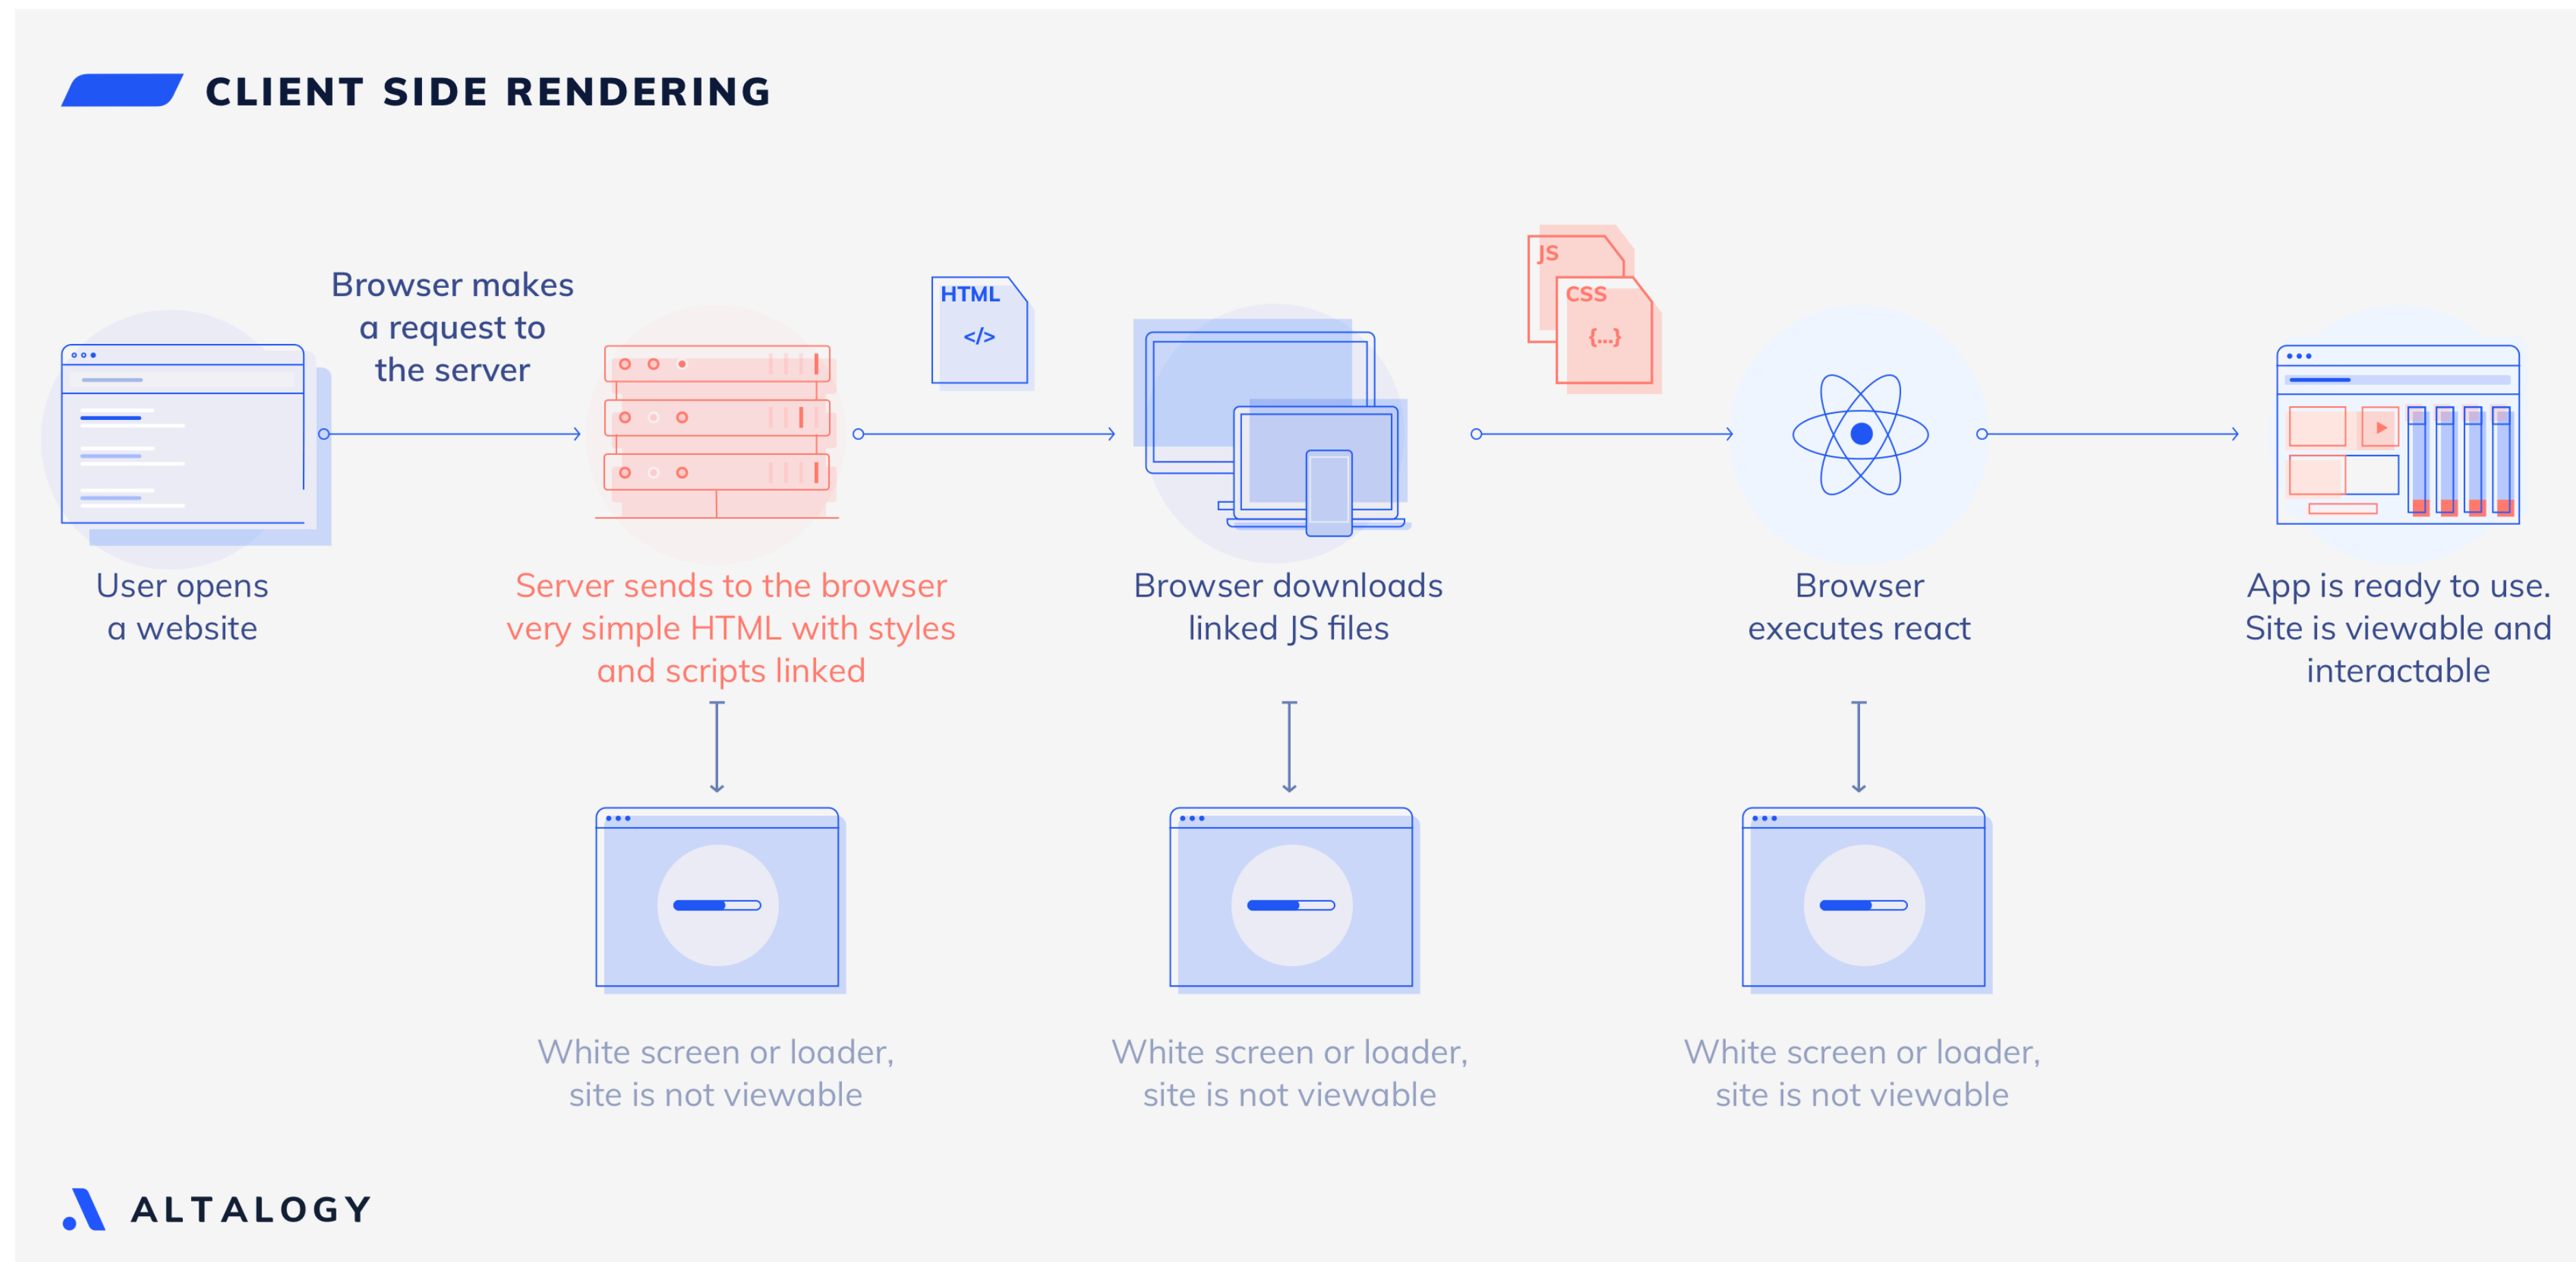 CLIENT SIDE RENDERING
Browser makes
a request to
the server
HTML
</>
JS
CSS
{...}
User opens
a website
Server sends to the browser
very simple HTML with styles
and scripts linked
Browser downloads
linked JS files
Browser
executes react
App is ready to use.
Site is viewable and
interactable
White screen or loader,
site is not viewable
White screen or loader,
site is not viewable
White screen or loader,
site is not viewable
ALTALOGY